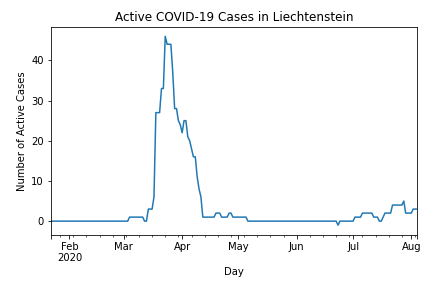 Active COVID-19 Cases in Liechtenstein
Number of Active Cases
40
30
20
10
0
Feb Mar Apr May Jun Jul Aug
2020
Day